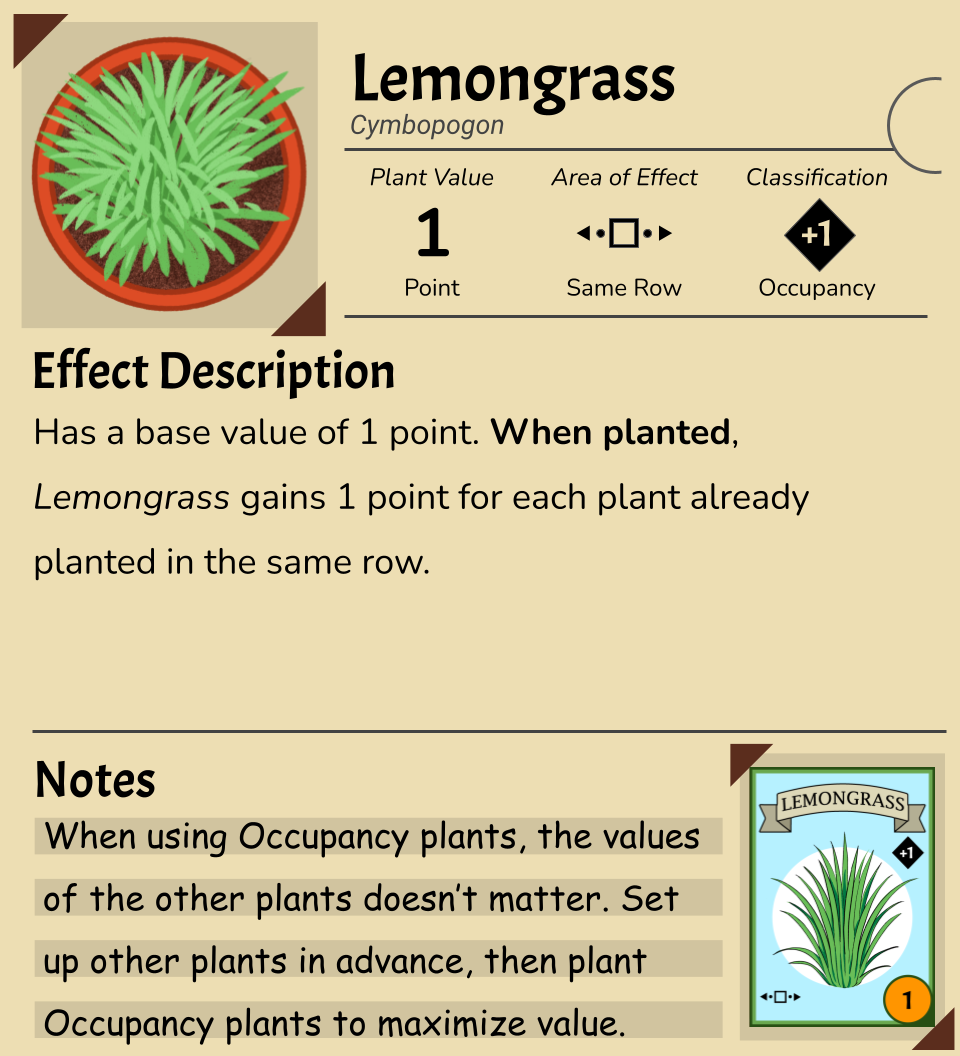 Lemongrass
Cymbopogon
Plant Value
Area of Effect
Classification
1
+1
Point
Same Row
Occupancy
Effect Description
Has a base value of 1 point. When planted,
Lemongrass gains 1 point for each plant already
planted in the same row.
Notes
When using Occupancy plants, the values
of the other plants doesn't matter. Set
up other plants in advance, then plant
Occupancy plants to maximize value.
LEMONGRASS
+1
1